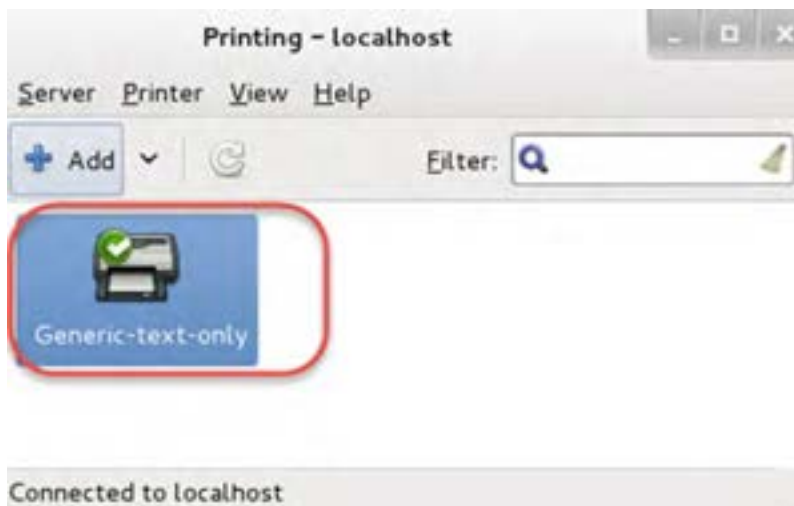 Printing - localhost
Server Printer View Help
Add Filter:
Generic-text-only
Connected to localhost